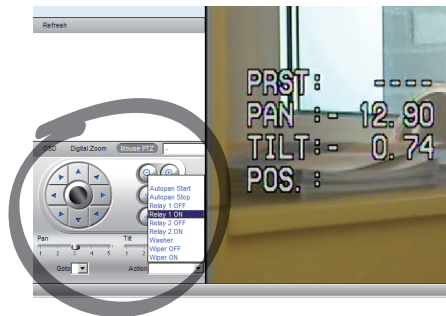 Refresh
PRST: ----
PAN :- 12.90
TILT:- 0.74
POS. :
OSD Digital Zoom Mouse PTZ -
Autopan Start
Autopan Stop
Relay 1 OFF
Relay 1 ON
Relay 2 OFF
Relay 2 ON
Washer
Wiper OFF
Wiper ON
Pan Tilt
1 2 3 4 5 1 2
Goto Action